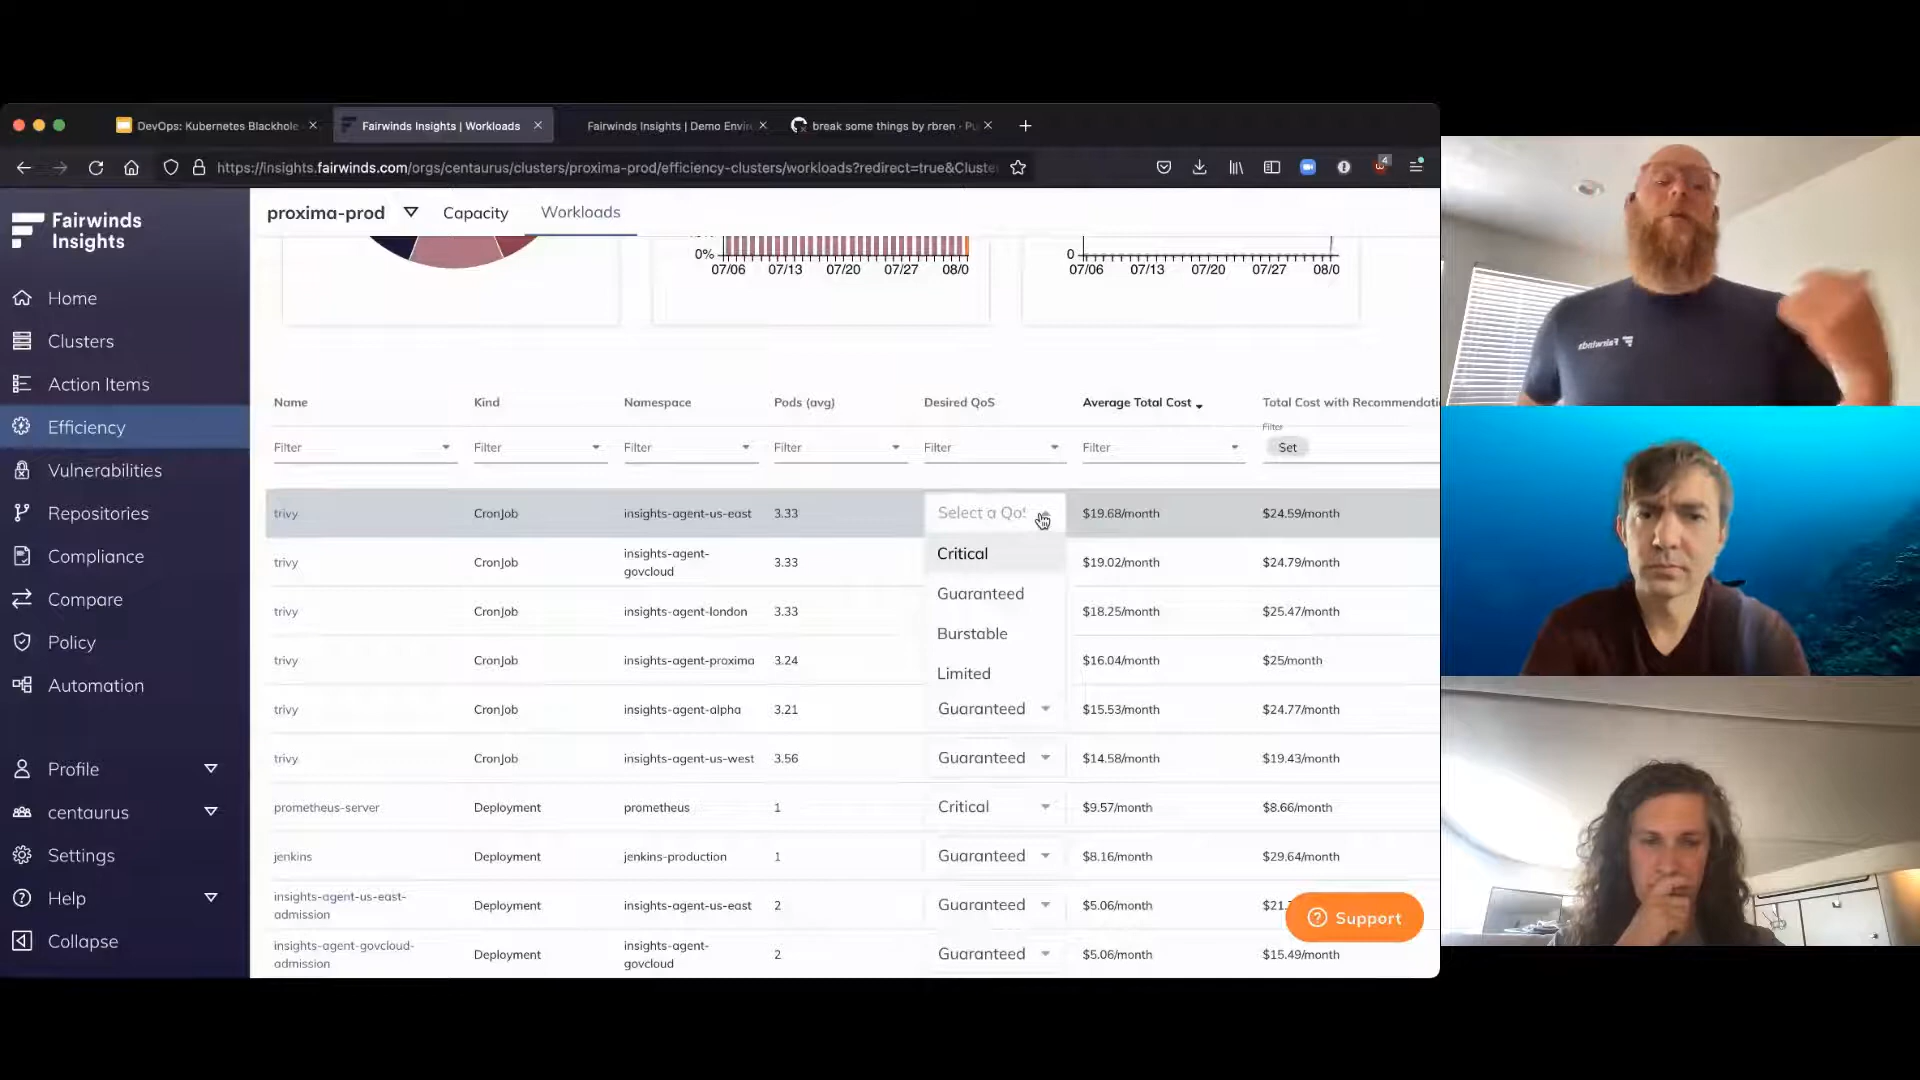 DevOps: Kubernetes Blackhole
Fairwinds Insights | Workloads
Fairwinds Insights | Demo Envir
break some things by rbren · Pu
https://insights.fairwinds.com/orgs/centaurus/clusters/proxima-prod/efficiency-clusters/workloads?redirect=true&Cluste
4
Fairwinds
Insights
Home
Clusters
Action Items
Efficiency
Vulnerabilities
Repositories
Compliance
Compare
Policy
Automation
Profile
centaurus
Settings
Help
Collapse
proxima-prod Capacity Workloads
0%
07/06 07/13 07/20 07/27 08/0
0
07/06 07/13 07/20 07/27 08/0
Name Kind Namespace Pods (avg) Desired QoS Average Total Cost Total Cost with Recommendati
Filter
Filter Filter Filter Filter Filter Filter Set
trivy CronJob insights-agent-us-east 3.33 Select a QoS $19.68/month $24.59/month
Critical
trivy CronJob insights-agent-govcloud 3.33 $19.02/month $24.79/month
Guaranteed
trivy CronJob insights-agent-london 3.33 $18.25/month $25.47/month
Burstable
trivy CronJob insights-agent-proxima 3.24 $16.04/month $25/month
Limited
trivy CronJob insights-agent-alpha 3.21 Guaranteed $15.53/month $24.77/month
trivy CronJob insights-agent-us-west 3.56 Guaranteed $14.58/month $19.43/month
prometheus-server Deployment prometheus 1 Critical $9.57/month $8.66/month
jenkins Deployment jenkins-production 1 Guaranteed $8.16/month $29.64/month
insights-agent-us-east-admission Deployment insights-agent-us-east 2 Guaranteed $5.06/month $21.
insights-agent-govcloud-admission Deployment insights-agent-govcloud 2 Guaranteed $5.06/month $15.49/month
Support
Fairwinds